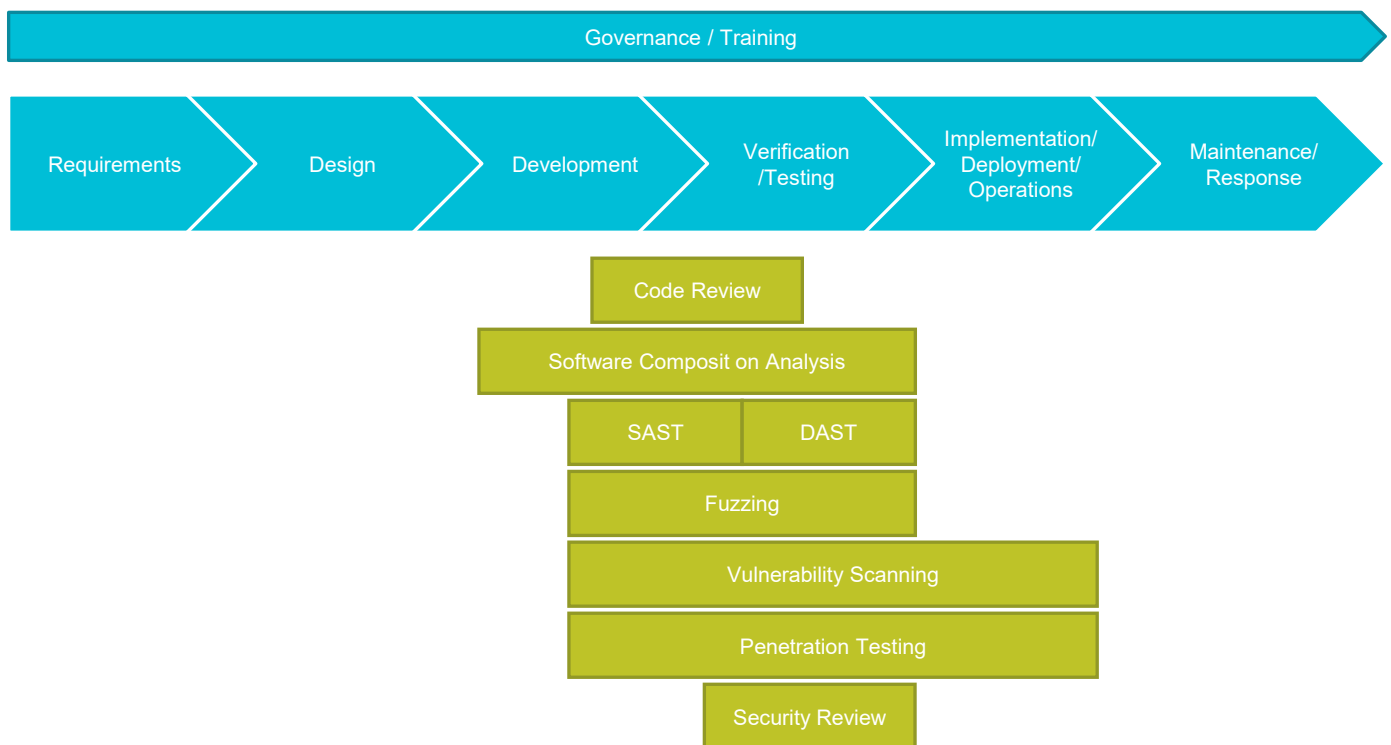 Governance / Training
Requirements
Design
Development
Verification
/Testing
Implementation/
Deployment/
Operations
Maintenance/
Response
Code Review
Software Composit on Analysis
SAST
DAST
Fuzzing
Vulnerability Scanning
Penetration Testing
Security Review